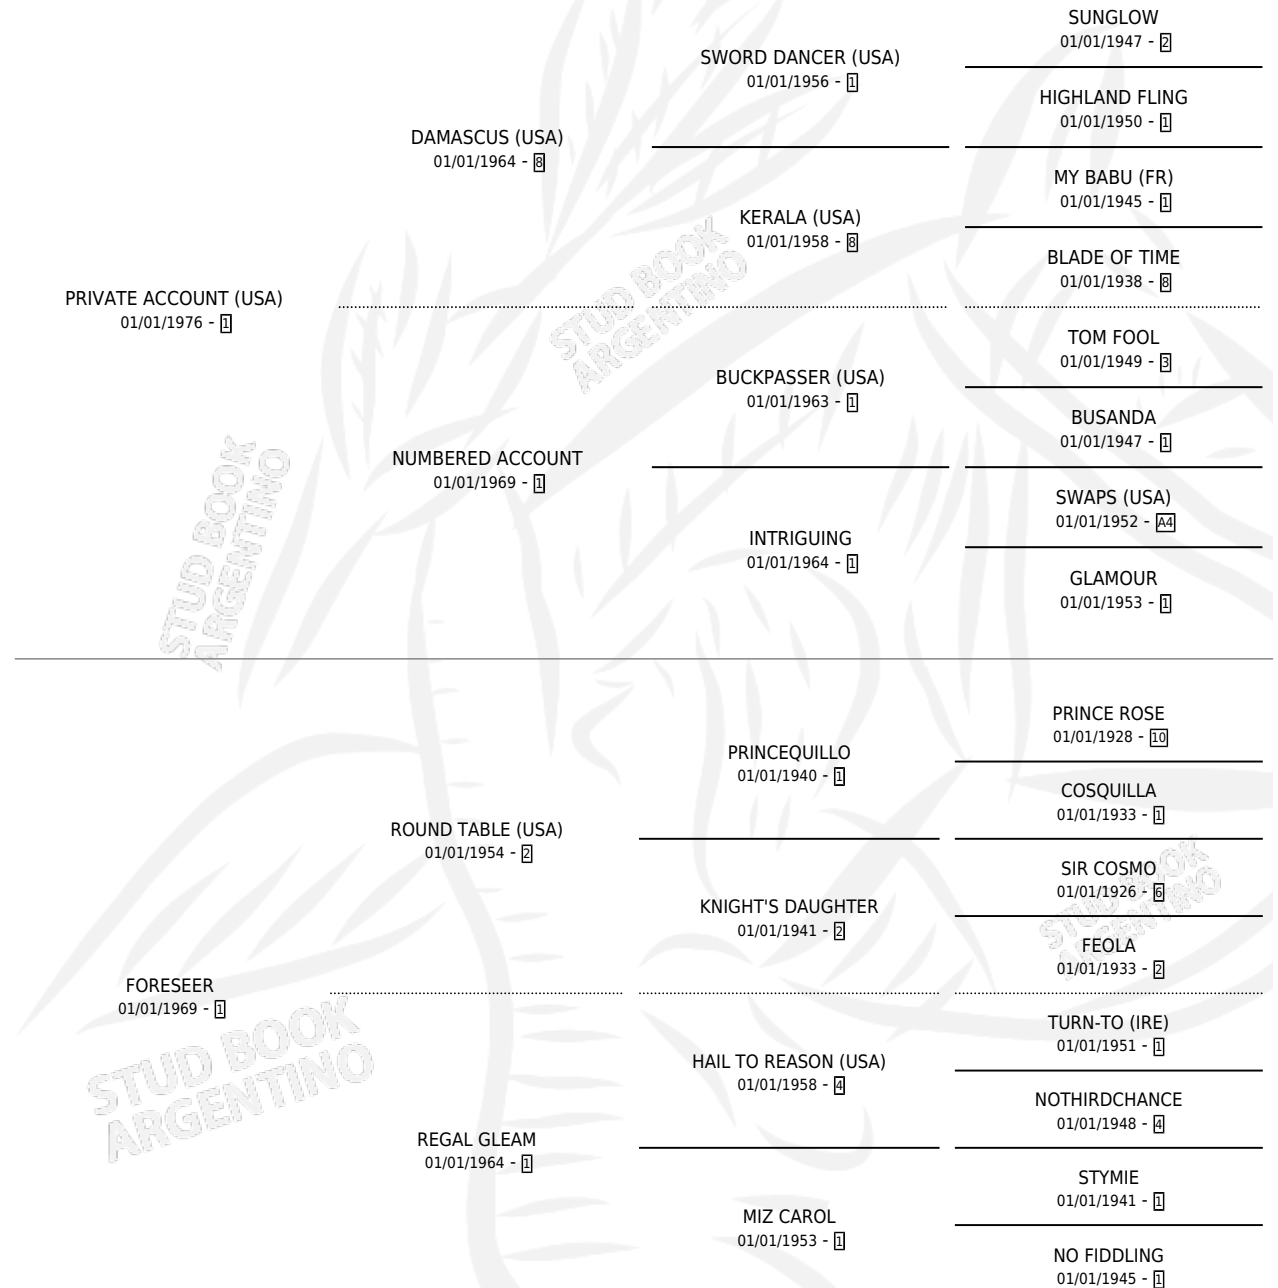 SUNGLOW
01/01/1947 - 2
SWORD DANCER (USA)
01/01/1956 - 1
HIGHLAND FLING
01/01/1950 - 1
DAMASCUS (USA)
01/01/1964 - 8
MY BABU (FR)
01/01/1945 - 1
KERALA (USA)
01/01/1958 - 8
BLADE OF TIME
01/01/1938 - 8
PRIVATE ACCOUNT (USA)
01/01/1976 - 1
TOM FOOL
01/01/1949 - 3
BUCKPASSER (USA)
01/01/1963 - 1
BUSANDA
01/01/1947 - 1
NUMBERED ACCOUNT
01/01/1969 - 1
SWAPS (USA)
01/01/1952 - A4
INTRIGUING
01/01/1964 - 1
GLAMOUR
01/01/1953 - 1
PRINCE ROSE
01/01/1928 - 10
PRINCEQUILLO
01/01/1940 - 1
COSQUILLA
01/01/1933 - 1
ROUND TABLE (USA)
01/01/1954 - 2
SIR COSMO
01/01/1926 - 6
KNIGHT'S DAUGHTER
01/01/1941 - 2
FEOLA
01/01/1933 - 2
FORESEER
01/01/1969 - 1
TURN-TO (IRE)
01/01/1951 - 1
HAIL TO REASON (USA)
01/01/1958 - 4
NOTHIRDCHANCE
01/01/1948 - 4
REGAL GLEAM
01/01/1964 - 1
STYMIE
01/01/1941 - 1
MIZ CAROL
01/01/1953 - 1
NO FIDDLING
01/01/1945 - 1
STUD BOOK
ARGENTINO
STUD BOOK
ARGENTINO
STUD BOOK
ARGENTINO
STUD BOOK
ARGENTINO